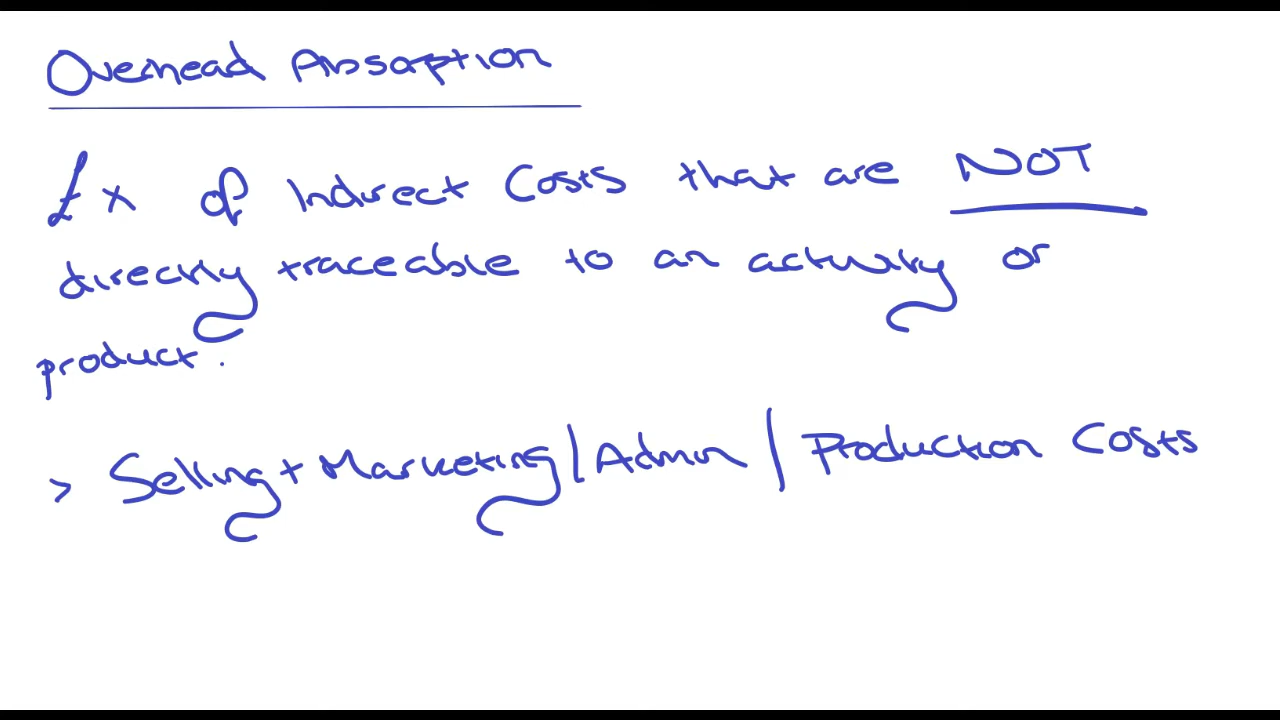 Overhead Absorption
£x of Indirect Costs that are NOT
directly traceable to an activity or
product.
> Selling + Marketing / Admin / Production Costs